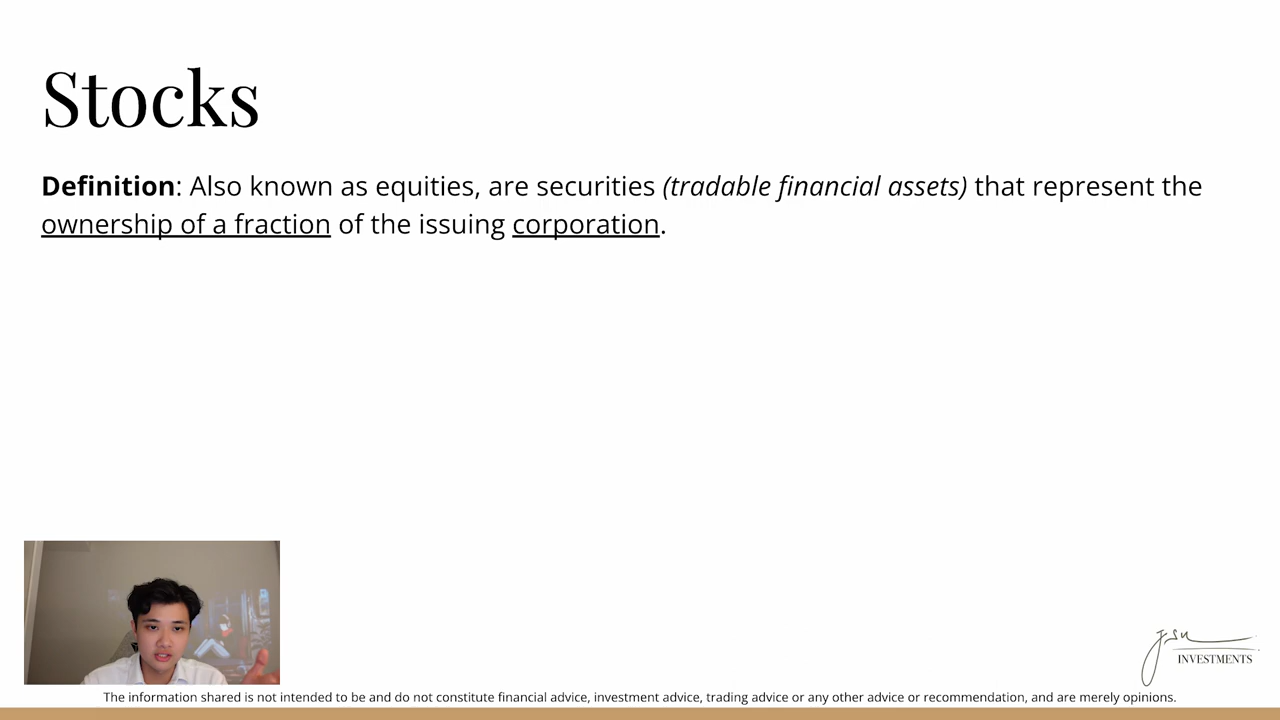 Stocks
Definition: Also known as equities, are securities (tradable financial assets) that represent the
ownership of a fraction of the issuing corporation.
JSU
INVESTMENTS
The information shared is not intended to be and do not constitute financial advice, investment advice, trading advice or any other advice or recommendation, and are merely opinions.